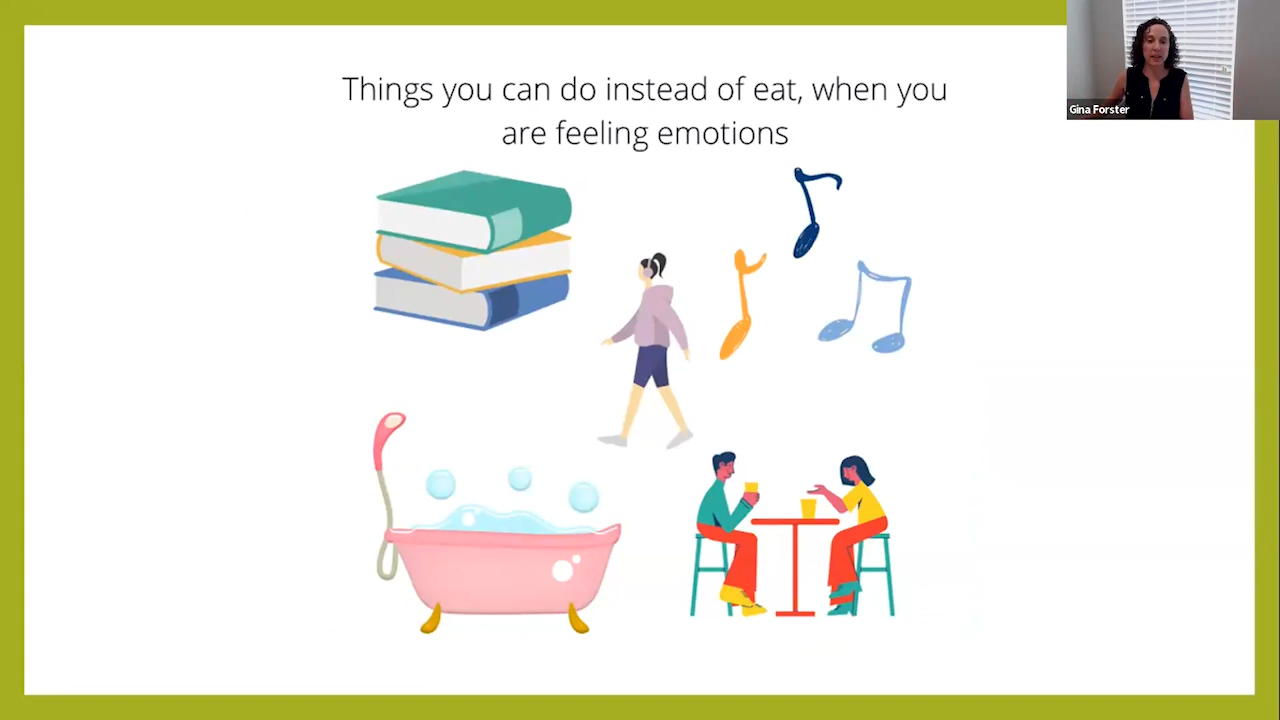 Things you can do instead of eat, when you
are feeling emotions
Gina Forster